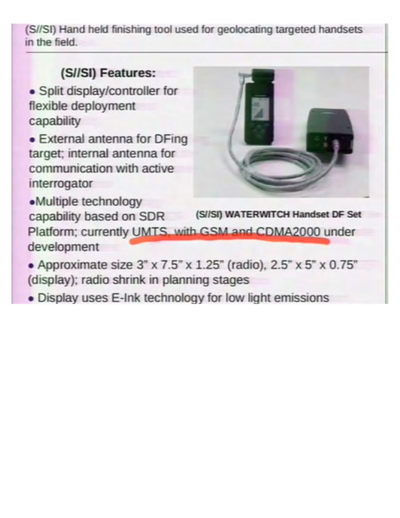 (S//SI) Hand held finishing tool used for geolocating targeted handsets
in the field.
(S//SI) Features:
• Split display/controller for
flexible deployment
capability
• External antenna for DFing
target; internal antenna for
communication with active
interrogator
•Multiple technology
capability based on SDR
Platform; currently UMTS, with GSM and CDMA2000 under
development
(S//SI) WATERWITCH Handset DF Set
• Approximate size 3” x 7.5” x 1.25” (radio), 2.5” x 5” x 0.75”
(display); radio shrink in planning stages
• Display uses E-Ink technology for low light emissions